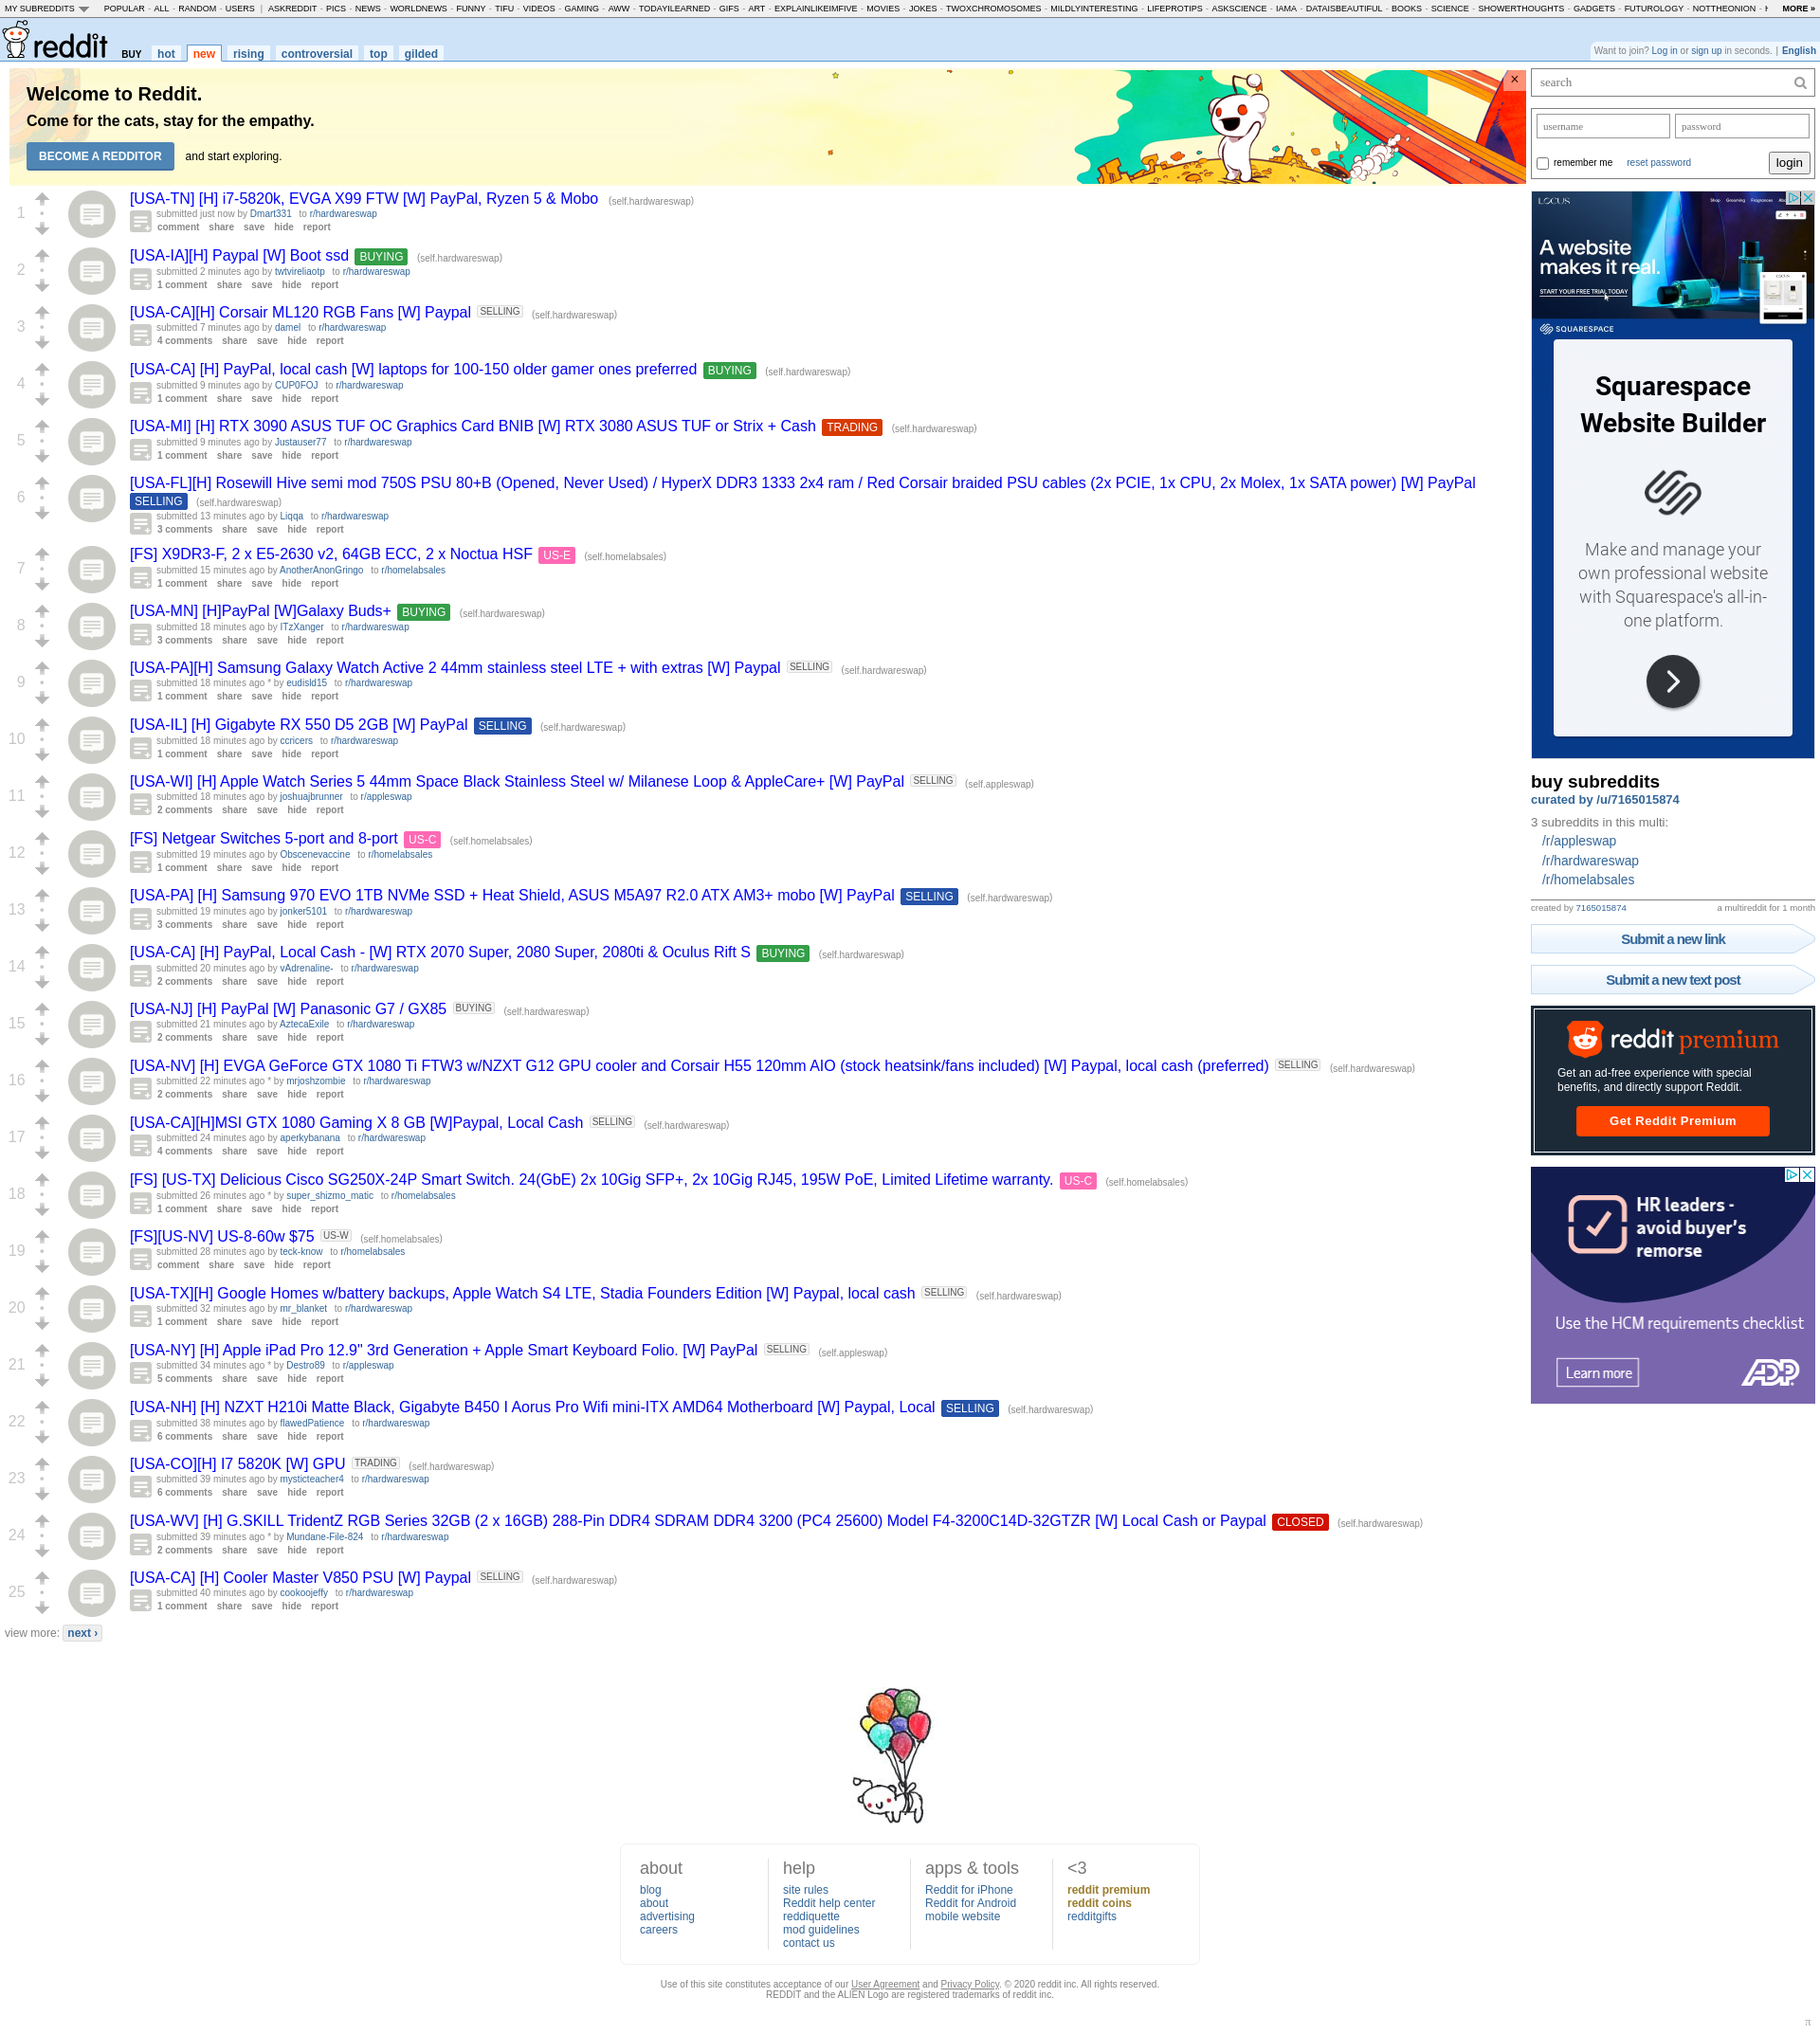 MY SUBREDDITS POPULAR - ALL - RANDOM - USERS | ASKREDDIT - PICS - NEWS - WORLDNEWS - FUNNY - TIFU - VIDEOS - GAMING - AWW - TODAYILEARNED - GIFS - ART - EXPLAINLIKEIMFIVE - MOVIES - JOKES - TWOXCHROMOSOMES - MILDLYINTERESTING - LIFEPROTIPS - ASKSCIENCE - IAMA - DATAISBEAUTIFUL - BOOKS - SCIENCE - SHOWERTHOUGHTS - GADGETS - FUTUROLOGY - NOTTHEONION - MORE »
reddit BUY hot new rising controversial top gilded
Want to join? Log in or sign up in seconds. | English
Welcome to Reddit.
Come for the cats, stay for the empathy.
BECOME A REDDITOR and start exploring.
×
1
[USA-TN] [H] i7-5820k, EVGA X99 FTW [W] PayPal, Ryzen 5 & Mobo (self.hardwareswap)
submitted just now by Dmart331 to r/hardwareswap
comment share save hide report
2
[USA-IA][H] Paypal [W] Boot ssd BUYING (self.hardwareswap)
submitted 2 minutes ago by twtvireliaotp to r/hardwareswap
1 comment share save hide report
3
[USA-CA][H] Corsair ML120 RGB Fans [W] Paypal SELLING (self.hardwareswap)
submitted 7 minutes ago by damel to r/hardwareswap
4 comments share save hide report
4
[USA-CA] [H] PayPal, local cash [W] laptops for 100-150 older gamer ones preferred BUYING (self.hardwareswap)
submitted 9 minutes ago by CUP0FOJ to r/hardwareswap
1 comment share save hide report
5
[USA-MI] [H] RTX 3090 ASUS TUF OC Graphics Card BNIB [W] RTX 3080 ASUS TUF or Strix + Cash TRADING (self.hardwareswap)
submitted 9 minutes ago by Justauser77 to r/hardwareswap
1 comment share save hide report
6
[USA-FL][H] Rosewill Hive semi mod 750S PSU 80+B (Opened, Never Used) / HyperX DDR3 1333 2x4 ram / Red Corsair braided PSU cables (2x PCIE, 1x CPU, 2x Molex, 1x SATA power) [W] PayPal
SELLING (self.hardwareswap)
submitted 13 minutes ago by Liqqa to r/hardwareswap
3 comments share save hide report
7
[FS] X9DR3-F, 2 x E5-2630 v2, 64GB ECC, 2 x Noctua HSF US-E (self.homelabsales)
submitted 15 minutes ago by AnotherAnonGringo to r/homelabsales
1 comment share save hide report
8
[USA-MN] [H]PayPal [W]Galaxy Buds+ BUYING (self.hardwareswap)
submitted 18 minutes ago by ITzXanger to r/hardwareswap
3 comments share save hide report
9
[USA-PA][H] Samsung Galaxy Watch Active 2 44mm stainless steel LTE + with extras [W] Paypal SELLING (self.hardwareswap)
submitted 18 minutes ago * by eudisld15 to r/hardwareswap
1 comment share save hide report
10
[USA-IL] [H] Gigabyte RX 550 D5 2GB [W] PayPal SELLING (self.hardwareswap)
submitted 18 minutes ago by ccricers to r/hardwareswap
1 comment share save hide report
11
[USA-WI] [H] Apple Watch Series 5 44mm Space Black Stainless Steel w/ Milanese Loop & AppleCare+ [W] PayPal SELLING (self.appleswap)
submitted 18 minutes ago by joshuajbrunner to r/appleswap
2 comments share save hide report
12
[FS] Netgear Switches 5-port and 8-port US-C (self.homelabsales)
submitted 19 minutes ago by Obscenevaccine to r/homelabsales
1 comment share save hide report
13
[USA-PA] [H] Samsung 970 EVO 1TB NVMe SSD + Heat Shield, ASUS M5A97 R2.0 ATX AM3+ mobo [W] PayPal SELLING (self.hardwareswap)
submitted 19 minutes ago by jonker5101 to r/hardwareswap
3 comments share save hide report
14
[USA-CA] [H] PayPal, Local Cash - [W] RTX 2070 Super, 2080 Super, 2080ti & Oculus Rift S BUYING (self.hardwareswap)
submitted 20 minutes ago by vAdrenaline- to r/hardwareswap
2 comments share save hide report
15
[USA-NJ] [H] PayPal [W] Panasonic G7 / GX85 BUYING (self.hardwareswap)
submitted 21 minutes ago by AztecaExile to r/hardwareswap
2 comments share save hide report
16
[USA-NV] [H] EVGA GeForce GTX 1080 Ti FTW3 w/NZXT G12 GPU cooler and Corsair H55 120mm AIO (stock heatsink/fans included) [W] Paypal, local cash (preferred) SELLING (self.hardwareswap)
submitted 22 minutes ago * by mrjoshzombie to r/hardwareswap
2 comments share save hide report
17
[USA-CA][H]MSI GTX 1080 Gaming X 8 GB [W]Paypal, Local Cash SELLING (self.hardwareswap)
submitted 24 minutes ago by aperkybanana to r/hardwareswap
4 comments share save hide report
18
[FS] [US-TX] Delicious Cisco SG250X-24P Smart Switch. 24(GbE) 2x 10Gig SFP+, 2x 10Gig RJ45, 195W PoE, Limited Lifetime warranty. US-C (self.homelabsales)
submitted 26 minutes ago * by super_shizmo_matic to r/homelabsales
1 comment share save hide report
19
[FS][US-NV] US-8-60w $75 US-W (self.homelabsales)
submitted 28 minutes ago by teck-know to r/homelabsales
comment share save hide report
20
[USA-TX][H] Google Homes w/battery backups, Apple Watch S4 LTE, Stadia Founders Edition [W] Paypal, local cash SELLING (self.hardwareswap)
submitted 32 minutes ago by mr_blanket to r/hardwareswap
1 comment share save hide report
21
[USA-NY] [H] Apple iPad Pro 12.9" 3rd Generation + Apple Smart Keyboard Folio. [W] PayPal SELLING (self.appleswap)
submitted 34 minutes ago * by Destro89 to r/appleswap
5 comments share save hide report
22
[USA-NH] [H] NZXT H210i Matte Black, Gigabyte B450 I Aorus Pro Wifi mini-ITX AMD64 Motherboard [W] Paypal, Local SELLING (self.hardwareswap)
submitted 38 minutes ago by flawedPatience to r/hardwareswap
6 comments share save hide report
23
[USA-CO][H] I7 5820K [W] GPU TRADING (self.hardwareswap)
submitted 39 minutes ago by mysticteacher4 to r/hardwareswap
6 comments share save hide report
24
[USA-WV] [H] G.SKILL TridentZ RGB Series 32GB (2 x 16GB) 288-Pin DDR4 SDRAM DDR4 3200 (PC4 25600) Model F4-3200C14D-32GTZR [W] Local Cash or Paypal CLOSED (self.hardwareswap)
submitted 39 minutes ago * by Mundane-File-824 to r/hardwareswap
2 comments share save hide report
25
[USA-CA] [H] Cooler Master V850 PSU [W] Paypal SELLING (self.hardwareswap)
submitted 40 minutes ago by cookoojeffy to r/hardwareswap
1 comment share save hide report
view more: next ›
search
username password
remember me reset password login
LOCUS
A website
makes it real.
START YOUR FREE TRIAL TODAY
SQUARESPACE
Squarespace
Website Builder
Make and manage your
own professional website
with Squarespace's all-in-
one platform.
buy subreddits
curated by /u/7165015874
3 subreddits in this multi:
/r/appleswap
/r/hardwareswap
/r/homelabsales
created by 7165015874 a multireddit for 1 month
Submit a new link
Submit a new text post
reddit premium
Get an ad-free experience with special
benefits, and directly support Reddit.
Get Reddit Premium
HR leaders -
avoid buyer's
remorse
Use the HCM requirements checklist
Learn more ADP
about
blog
about
advertising
careers
help
site rules
Reddit help center
reddiquette
mod guidelines
contact us
apps & tools
Reddit for iPhone
Reddit for Android
mobile website
<3
reddit premium
reddit coins
redditgifts
Use of this site constitutes acceptance of our User Agreement and Privacy Policy. © 2020 reddit inc. All rights reserved.
REDDIT and the ALIEN Logo are registered trademarks of reddit inc.
π